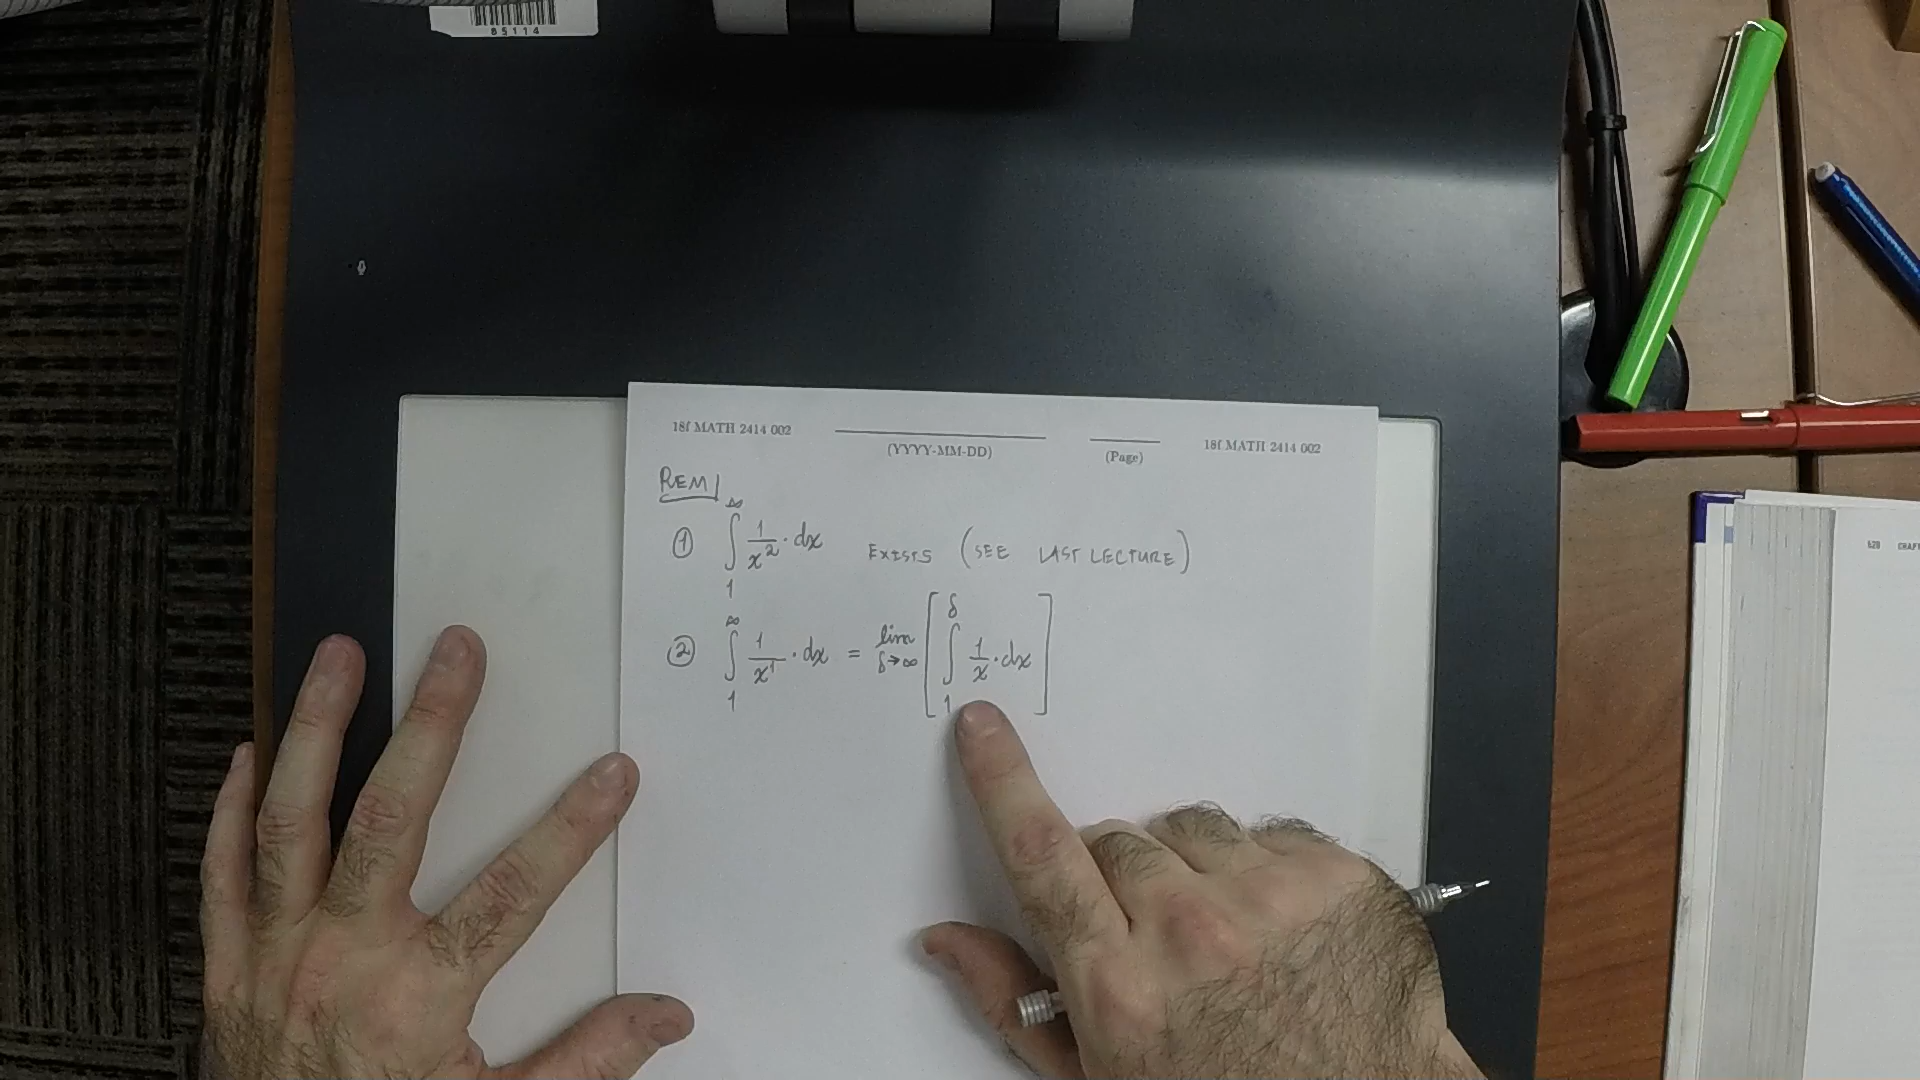 85114
18f MATH 2414 002
(YYYY-MM-DD)
(Page)
18f MATH 2414 002
REM
① ∫₁^∞ 1/x² · dx EXISTS (SEE LAST LECTURE)
② ∫₁^∞ 1/x¹ · dx = lim δ→∞ [∫₁^δ 1/x · dx]
520